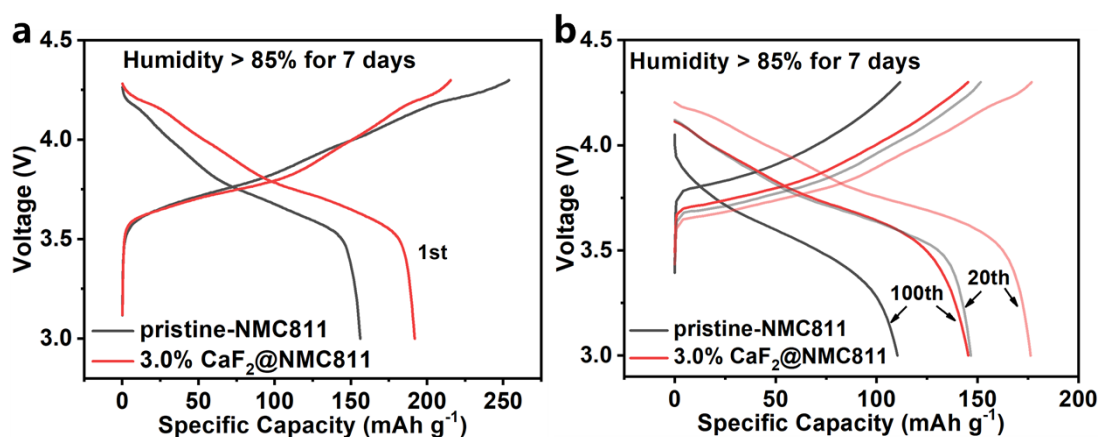 a
Humidity > 85% for 7 days
4.5
4.0
3.5
3.0
Voltage (V)
1st
pristine-NMC811
3.0% CaF₂@NMC811
0 50 100 150 200 250
Specific Capacity (mAh g⁻¹)
b
Humidity > 85% for 7 days
4.5
4.0
3.5
3.0
Voltage (V)
100th
20th
pristine-NMC811
3.0% CaF₂@NMC811
0 50 100 150 200
Specific Capacity (mAh g⁻¹)